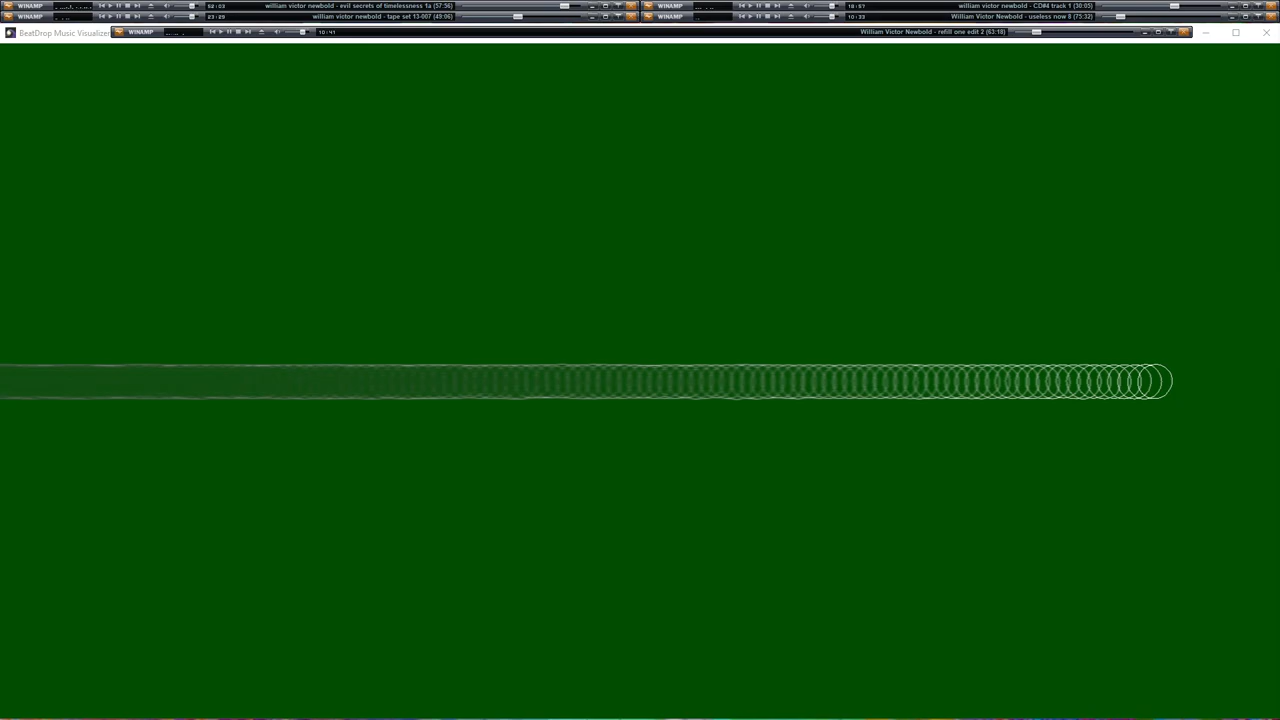 WINAMP 52:03 william victor newbold - evil secrets of timelessness 1a (57:56)
WINAMP 18:57 william victor newbold - CD#4 track 1 (30:05)
WINAMP 23:29 william victor newbold - tape set 13-007 (49:06)
WINAMP 10:33 William Victor Newbold - useless now 8 (75:32)
BeatDrop Music Visualizer WINAMP 10:41 William Victor Newbold - refill one edit 2 (63:18)